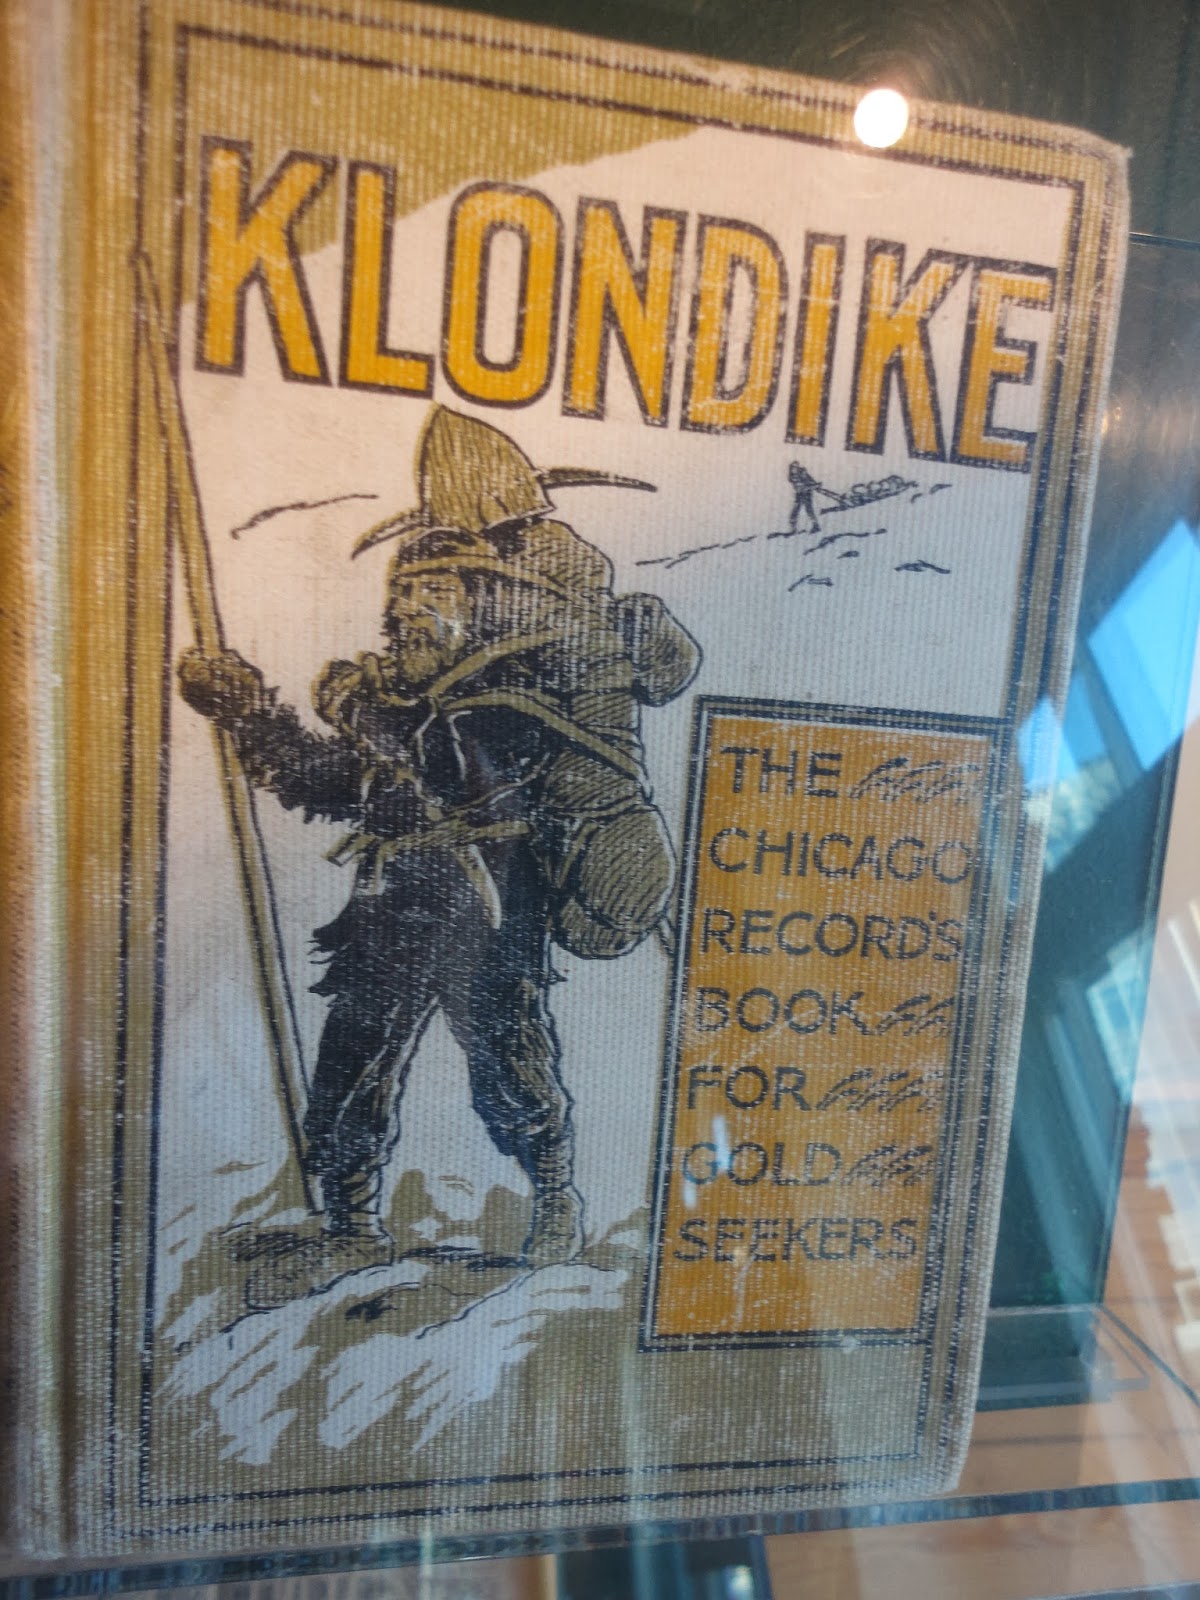 KLONDIKE
THE
CHICAGO
RECORD'S
BOOK
FOR
GOLD
SEEKERS